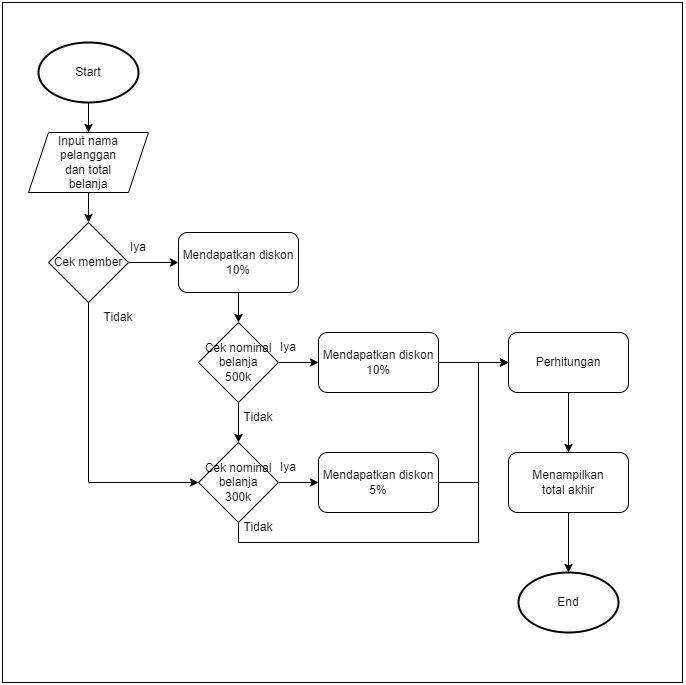 Start
Input nama
pelanggan
dan total
belanja
Cek member
Iya
Mendapatkan diskon
10%
Tidak
Cek nominal
belanja
500k
Iya
Mendapatkan diskon
10%
Perhitungan
Tidak
Cek nominal
belanja
300k
Iya
Mendapatkan diskon
5%
Menampilkan
total akhir
Tidak
End